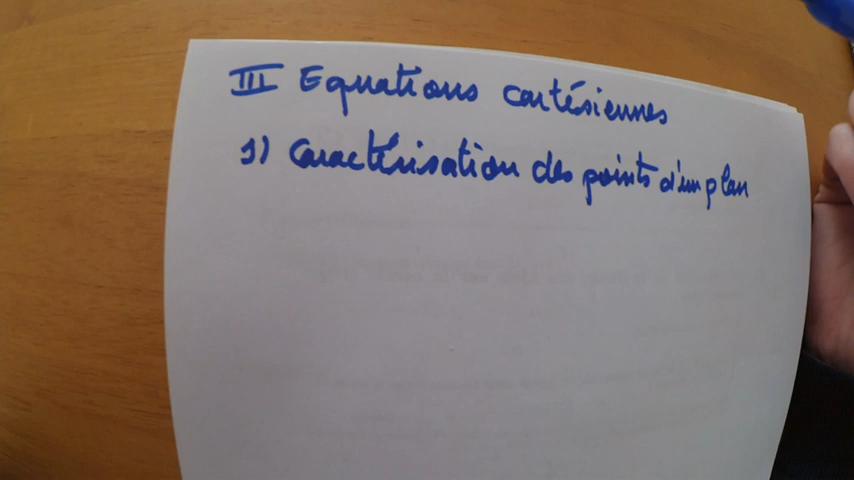 III Equations cartésiennes
1) Caractérisation des points d'un plan